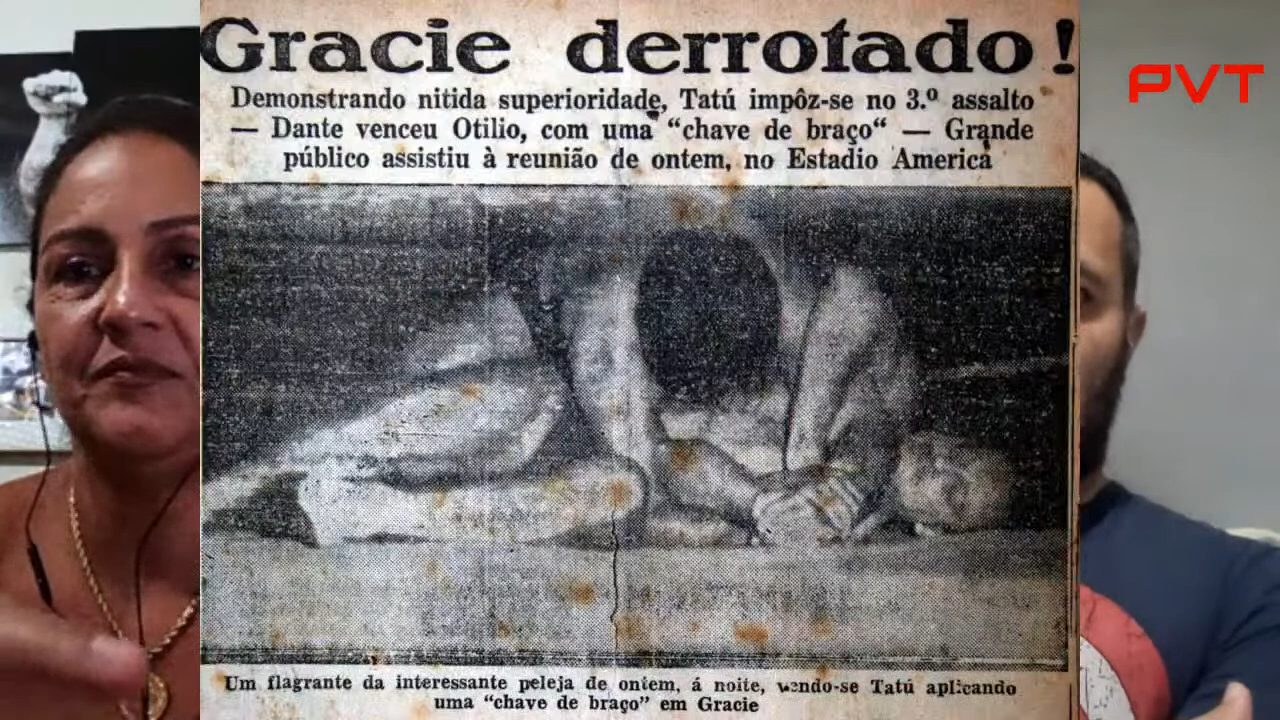 Gracie derrotado!
PVT
Demonstrando nitida superioridade, Tatú impôz-se no 3.º assalto
— Dante venceu Otilio, com uma "chave de braço" — Grande
público assistiu à reunião de ontem, no Estadio America
Um flagrante da interessante peleja de ontem, á noite, vendo-se Tatú aplicando
uma "chave de braço" em Gracie